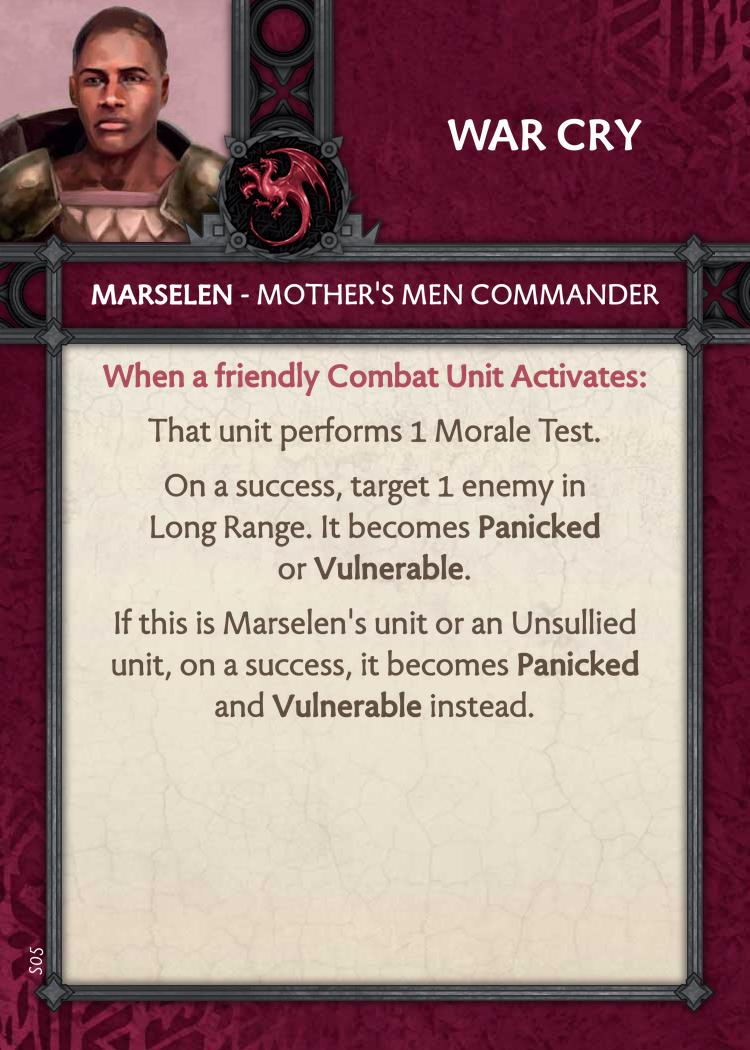 WAR CRY
MARSELEN - MOTHER'S MEN COMMANDER
When a friendly Combat Unit Activates:
That unit performs 1 Morale Test.
On a success, target 1 enemy in
Long Range. It becomes Panicked
or Vulnerable.
If this is Marselen's unit or an Unsullied
unit, on a success, it becomes Panicked
and Vulnerable instead.
S05